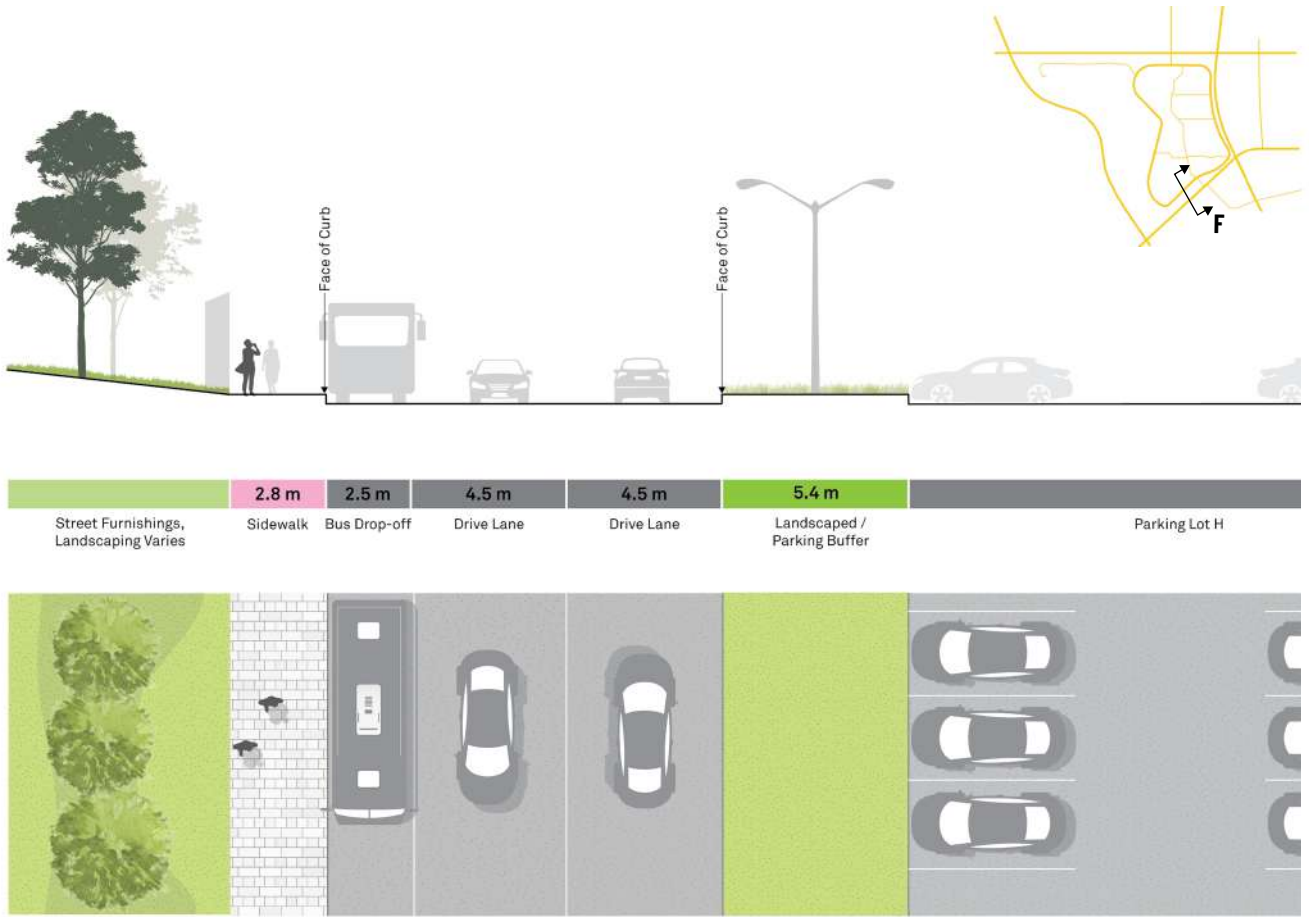 F
Face of Curb
Face of Curb
2.8 m
2.5 m
4.5 m
4.5 m
5.4 m
Street Furnishings,
Landscaping Varies
Sidewalk
Bus Drop-off
Drive Lane
Drive Lane
Landscaped /
Parking Buffer
Parking Lot H